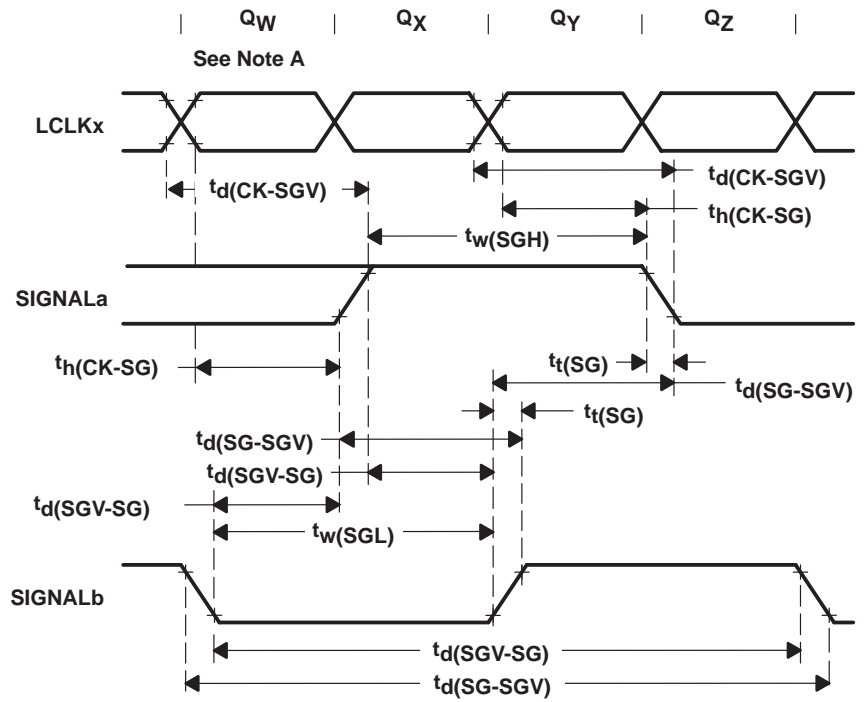 QW QX QY QZ
See Note A
LCLKx
td(CK-SGV) td(CK-SGV)
th(CK-SG)
tw(SGH)
SIGNALa
th(CK-SG) tt(SG)
td(SG-SGV)
tt(SG)
td(SG-SGV)
td(SGV-SG)
td(SGV-SG)
tw(SGL)
SIGNALb
td(SGV-SG)
td(SG-SGV)